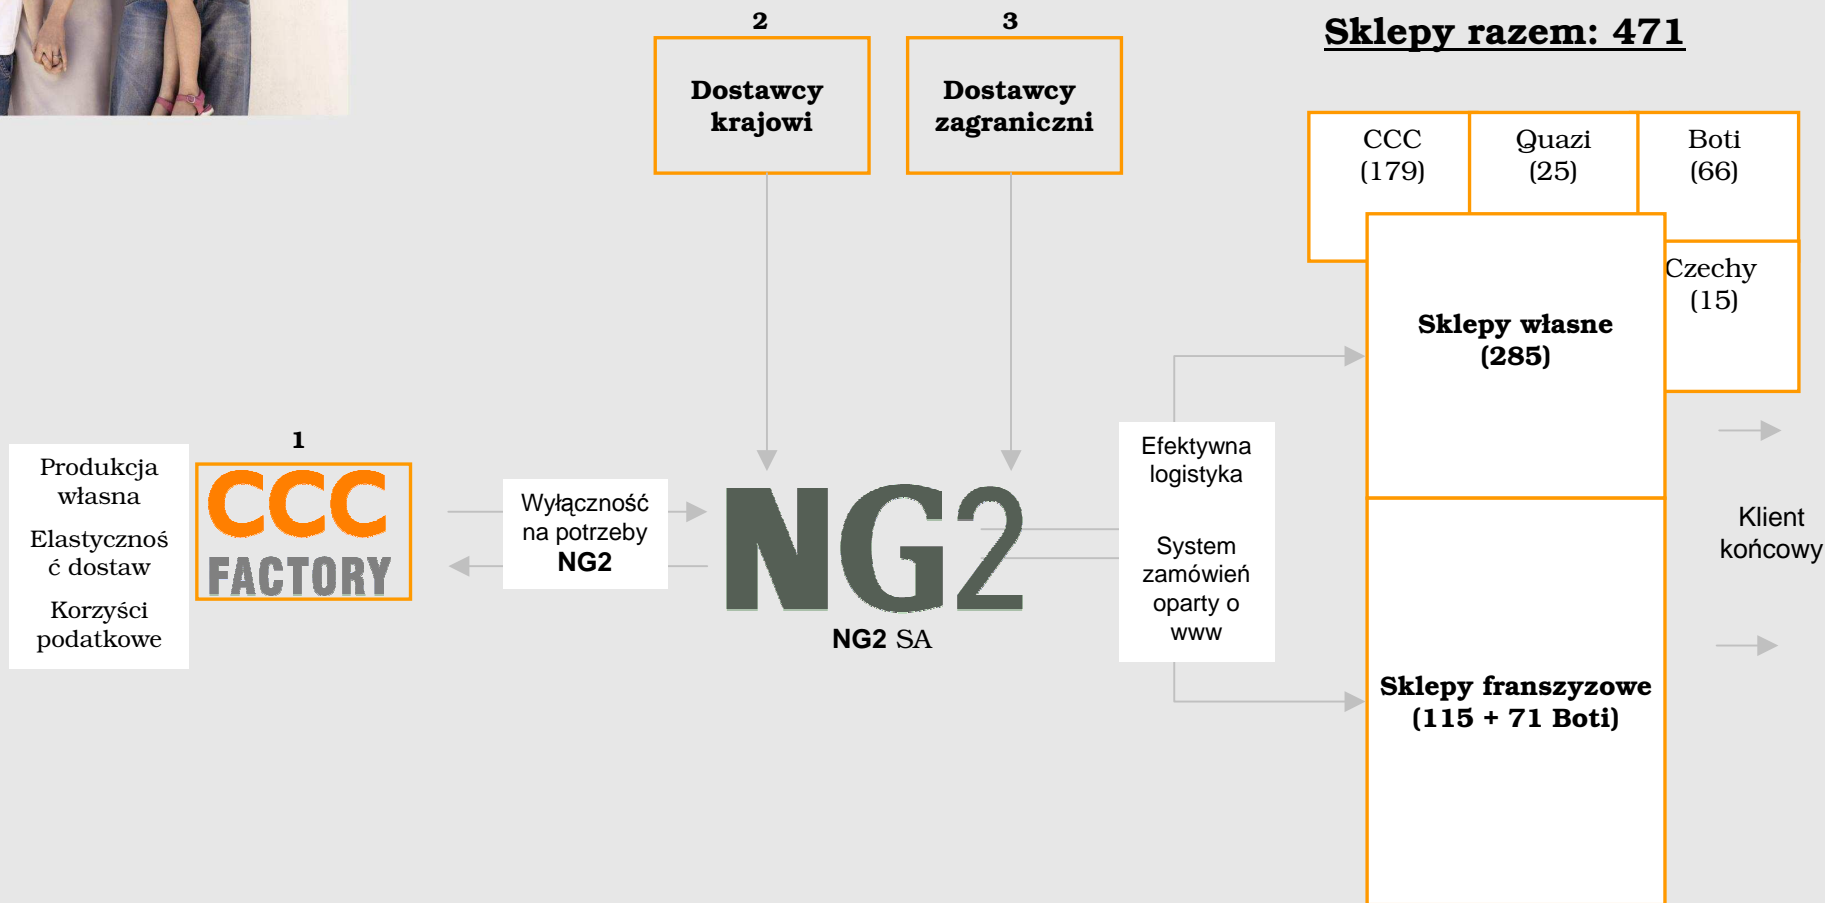 2
3
Sklepy razem: 471
Dostawcy
krajowi
Dostawcy
zagraniczni
CCC
(179)
Quazi
(25)
Boti
(66)
Czechy
(15)
Sklepy własne
(285)
1
Produkcja
własna
Elastycznoś
ć dostaw
Korzyści
podatkowe
CCC
FACTORY
Wyłączność
na potrzeby
NG2
NG2
NG2 SA
Efektywna
logistyka
System
zamówień
oparty o
www
Sklepy franszyzowe
(115 + 71 Boti)
Klient
końcowy